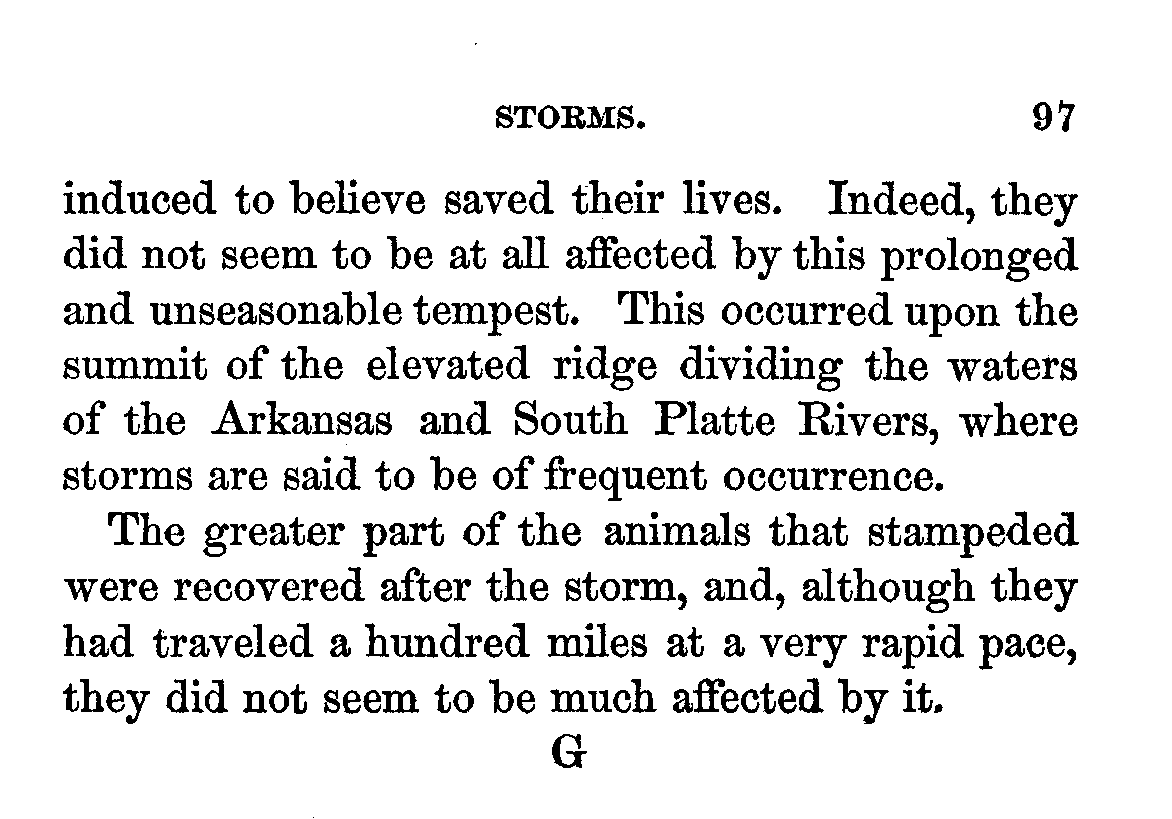 STORMS. 97
induced to believe saved their lives. Indeed, they
did not seem to be at all affected by this prolonged
and unseasonable tempest. This occurred upon the
summit of the elevated ridge dividing the waters
of the Arkansas and South Platte Rivers, where
storms are said to be of frequent occurrence.
The greater part of the animals that stampeded
were recovered after the storm, and, although they
had traveled a hundred miles at a very rapid pace,
they did not seem to be much affected by it.
G